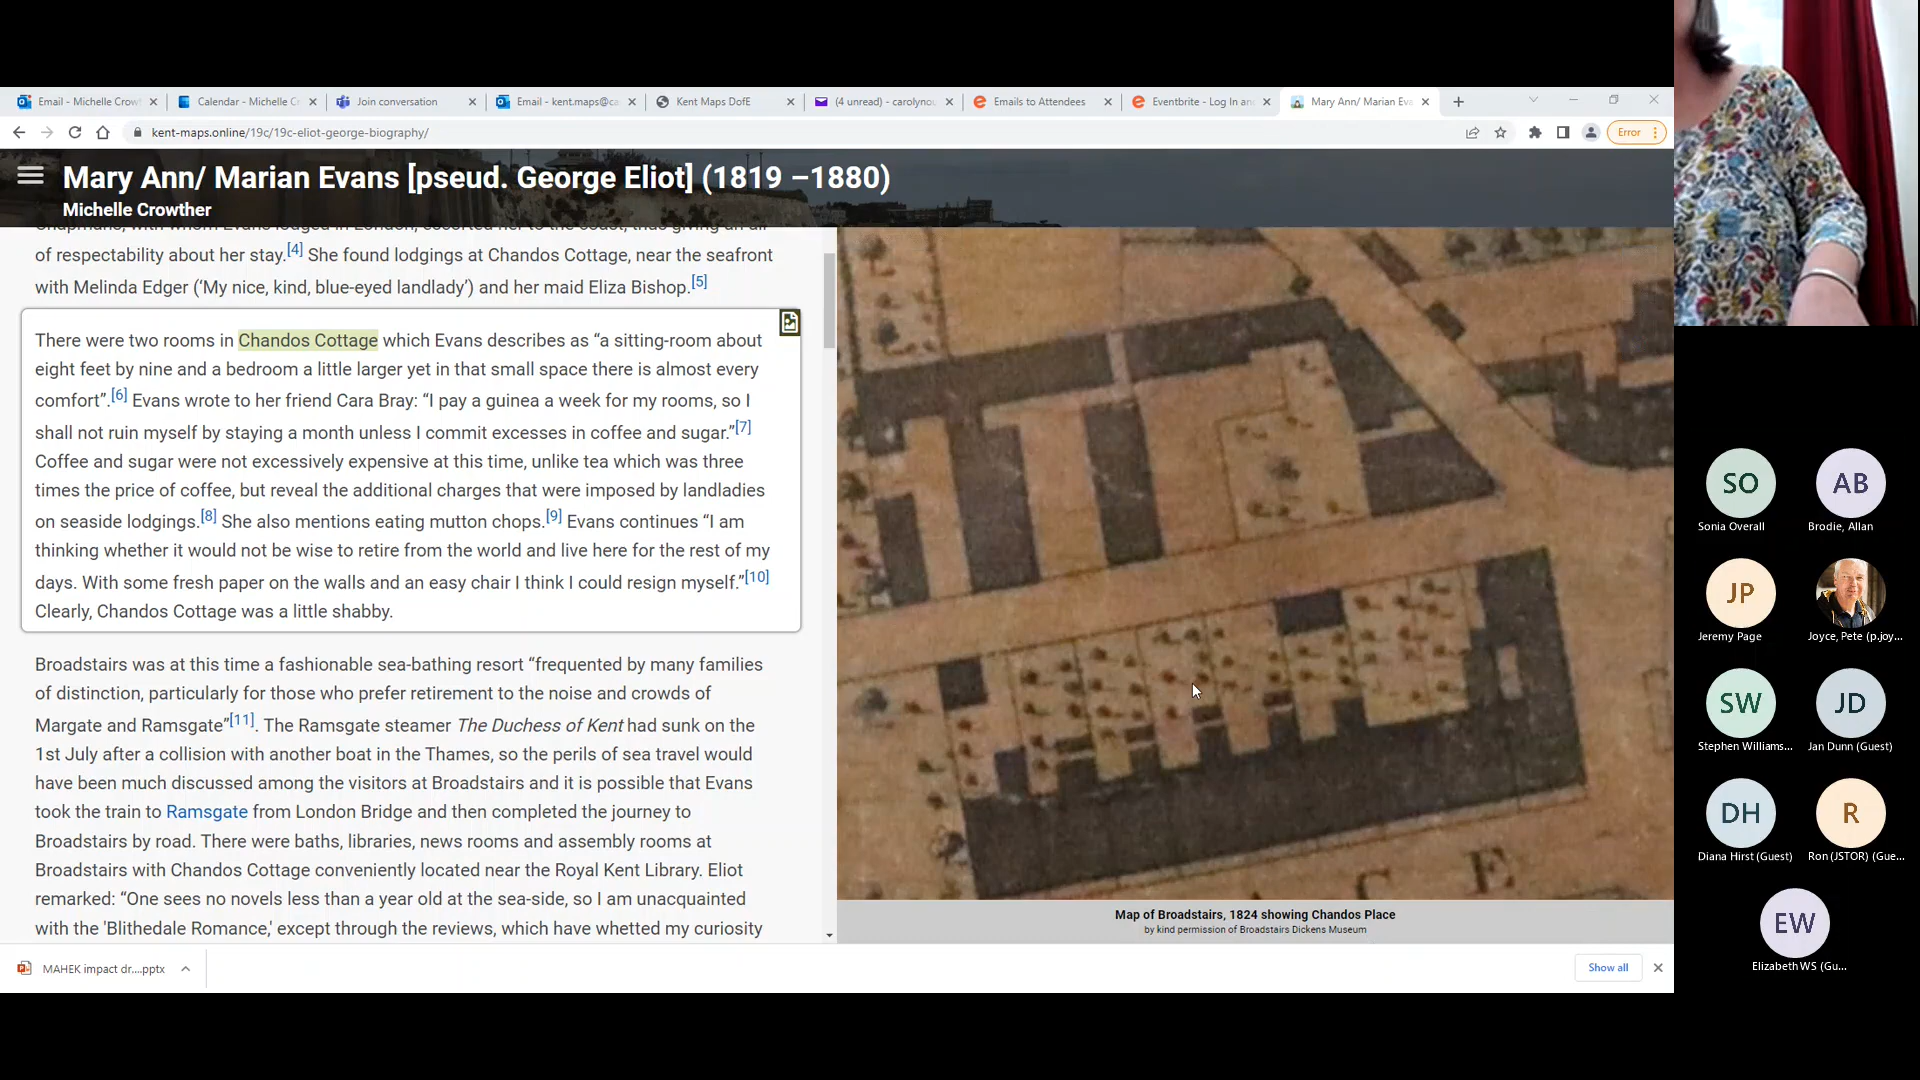 Email - Michelle Crow
Calendar - Michelle C
Join conversation
Email - kent.maps@ca
Kent Maps DofE
(4 unread) - carolynou
Emails to Attendees
Eventbrite - Log In an
Mary Ann/ Marian Eva
kent-maps.online/19c/19c-eliot-george-biography/
Error
Mary Ann/ Marian Evans [pseud. George Eliot] (1819 –1880)
Michelle Crowther
Chapmans, with whom Evans lodged in London, escorted her to the coast, thus giving an air
of respectability about her stay.[4] She found lodgings at Chandos Cottage, near the seafront
with Melinda Edger (‘My nice, kind, blue-eyed landlady’) and her maid Eliza Bishop.[5]
There were two rooms in Chandos Cottage which Evans describes as “a sitting-room about
eight feet by nine and a bedroom a little larger yet in that small space there is almost every
comfort”.[6] Evans wrote to her friend Cara Bray: “I pay a guinea a week for my rooms, so I
shall not ruin myself by staying a month unless I commit excesses in coffee and sugar.”[7]
Coffee and sugar were not excessively expensive at this time, unlike tea which was three
times the price of coffee, but reveal the additional charges that were imposed by landladies
on seaside lodgings.[8] She also mentions eating mutton chops.[9] Evans continues “I am
thinking whether it would not be wise to retire from the world and live here for the rest of my
days. With some fresh paper on the walls and an easy chair I think I could resign myself.”[10]
Clearly, Chandos Cottage was a little shabby.
Broadstairs was at this time a fashionable sea-bathing resort “frequented by many families
of distinction, particularly for those who prefer retirement to the noise and crowds of
Margate and Ramsgate”[11]. The Ramsgate steamer The Duchess of Kent had sunk on the
1st July after a collision with another boat in the Thames, so the perils of sea travel would
have been much discussed among the visitors at Broadstairs and it is possible that Evans
took the train to Ramsgate from London Bridge and then completed the journey to
Broadstairs by road. There were baths, libraries, news rooms and assembly rooms at
Broadstairs with Chandos Cottage conveniently located near the Royal Kent Library. Eliot
remarked: “One sees no novels less than a year old at the sea-side, so I am unacquainted
with the 'Blithedale Romance,' except through the reviews, which have whetted my curiosity
C E
Map of Broadstairs, 1824 showing Chandos Place
by kind permission of Broadstairs Dickens Museum
MAHEK impact dr....pptx
Show all
SO
AB
Sonia Overall
Brodie, Allan
JP
Jeremy Page
Joyce, Pete (p.joy...
SW
JD
Stephen Williams...
Jan Dunn (Guest)
DH
R
Diana Hirst (Guest)
Ron (JSTOR) (Gue...
EW
Elizabeth WS (Gu...